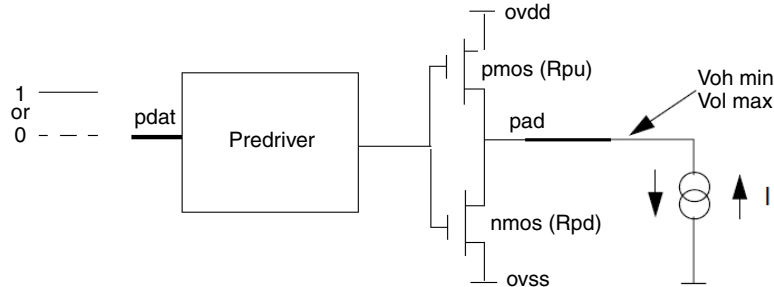 ovdd
pmos (Rpu)
Voh min
Vol max
1
or
0
pdat
Predriver
pad
I
nmos (Rpd)
ovss